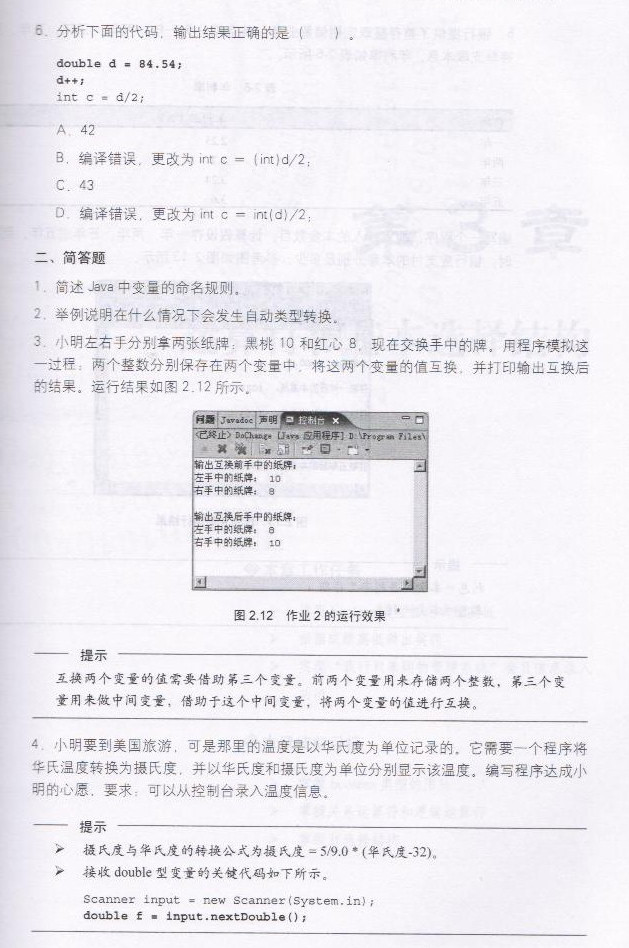 6. 分析下面的代码，输出结果正确的是（　　）。
double d = 84.54;
d++;
int c = d/2;
A. 42
B. 编译错误，更改为 int c = (int)d/2;
C. 43
D. 编译错误，更改为 int c = int(d)/2;
二、简答题
1. 简述 Java 中变量的命名规则。
2. 举例说明在什么情况下会发生自动类型转换。
3. 小明左右手分别拿两张纸牌：黑桃 10 和红心 8，现在交换手中的牌。用程序模拟这
一过程：两个整数分别保存在两个变量中，将这两个变量的值互换，并打印输出互换后
的结果。运行结果如图 2.12 所示。
问题 Javadoc 声明 控制台
<已终止> DoChange [Java 应用程序] D:\Program Files\
输出互换前手中的纸牌：
左手中的纸牌： 10
右手中的纸牌： 8
输出互换后手中的纸牌：
左手中的纸牌： 8
右手中的纸牌： 10
图 2.12 作业 2 的运行效果
提示
互换两个变量的值需要借助第三个变量。前两个变量用来存储两个整数，第三个变
量用来做中间变量，借助于这个中间变量，将两个变量的值进行互换。
4. 小明要到美国旅游，可是那里的温度是以华氏度为单位记录的。它需要一个程序将
华氏温度转换为摄氏度，并以华氏度和摄氏度为单位分别显示该温度。编写程序达成小
明的心愿，要求：可以从控制台录入温度信息。
提示
摄氏度与华氏度的转换公式为摄氏度 = 5/9.0 * (华氏度-32)。
接收 double 型变量的关键代码如下所示。
Scanner input = new Scanner(System.in);
double f = input.nextDouble();